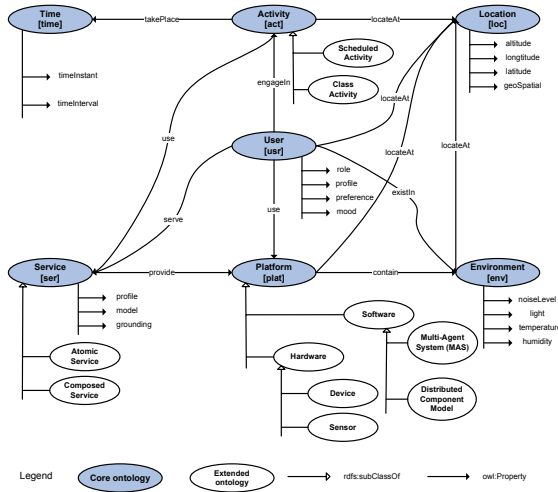 Time
[time]
takePlace
Activity
[act]
locateAt
Location
[loc]
timeInstant
timeInterval
Scheduled
Activity
Class
Activity
altitude
longtitude
latitude
geoSpatial
engageIn
locateAt
use
User
[usr]
locateAt
locateAt
role
profile
preference
mood
existIn
serve
use
Service
[ser]
provide
Platform
[plat]
contain
Environment
[env]
profile
model
grounding
noiseLevel
light
temperature
humidity
Software
Multi-Agent
System (MAS)
Atomic
Service
Composed
Service
Hardware
Device
Sensor
Distributed
Component
Model
Legend
Core ontology
Extended
ontology
rdfs:subClassOf
owl:Property